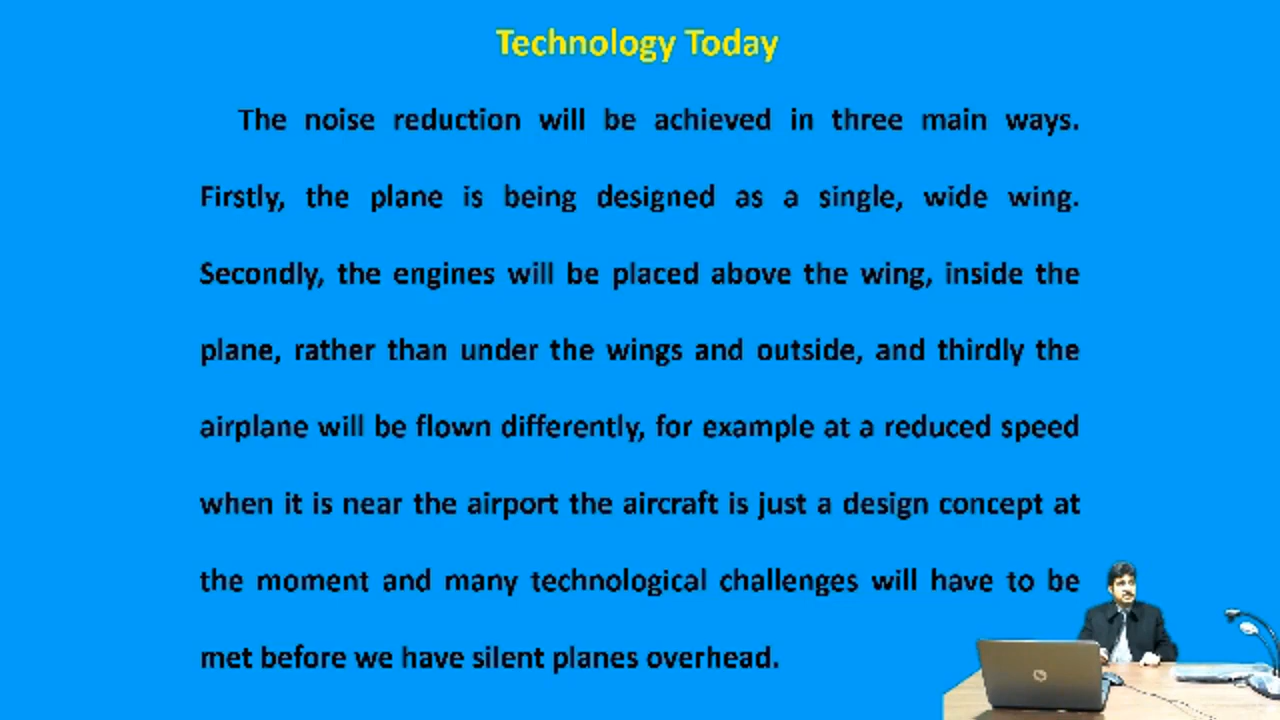 Technology Today
The noise reduction will be achieved in three main ways.
Firstly, the plane is being designed as a single, wide wing.
Secondly, the engines will be placed above the wing, inside the
plane, rather than under the wings and outside, and thirdly the
airplane will be flown differently, for example at a reduced speed
when it is near the airport the aircraft is just a design concept at
the moment and many technological challenges will have to be
met before we have silent planes overhead.